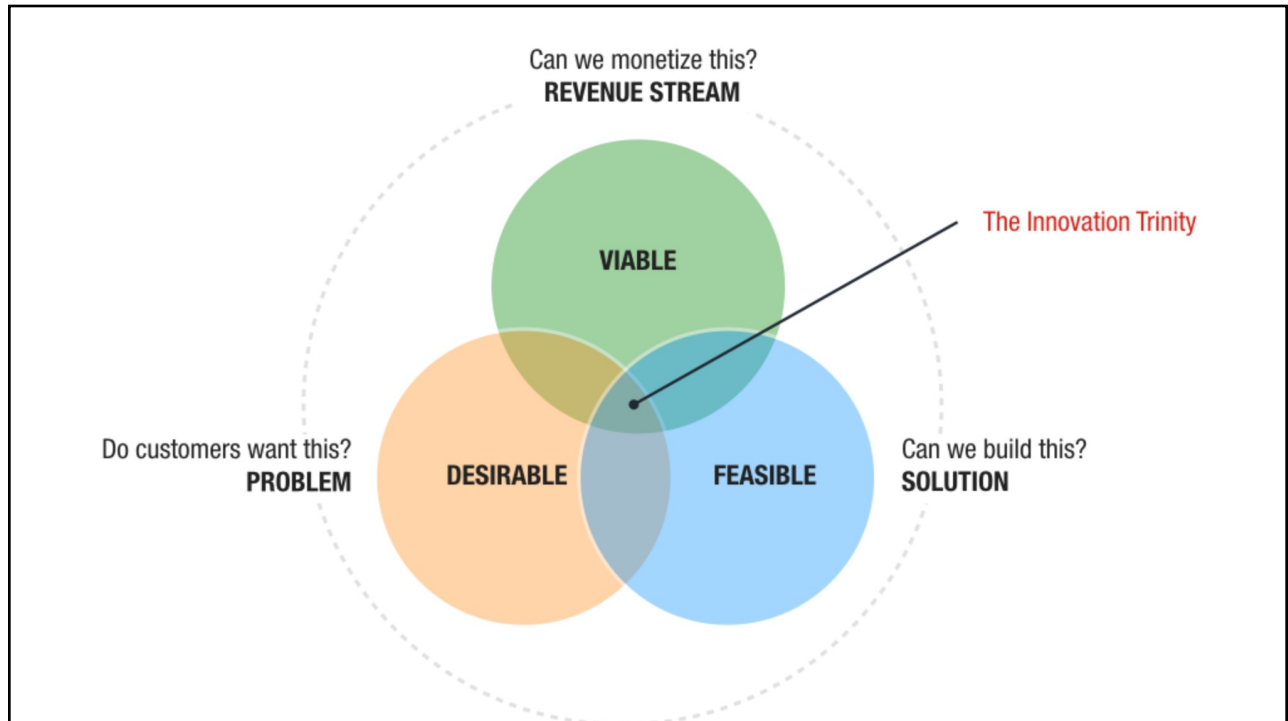 Can we monetize this?
REVENUE STREAM
The Innovation Trinity
VIABLE
Do customers want this?
PROBLEM
DESIRABLE
FEASIBLE
Can we build this?
SOLUTION